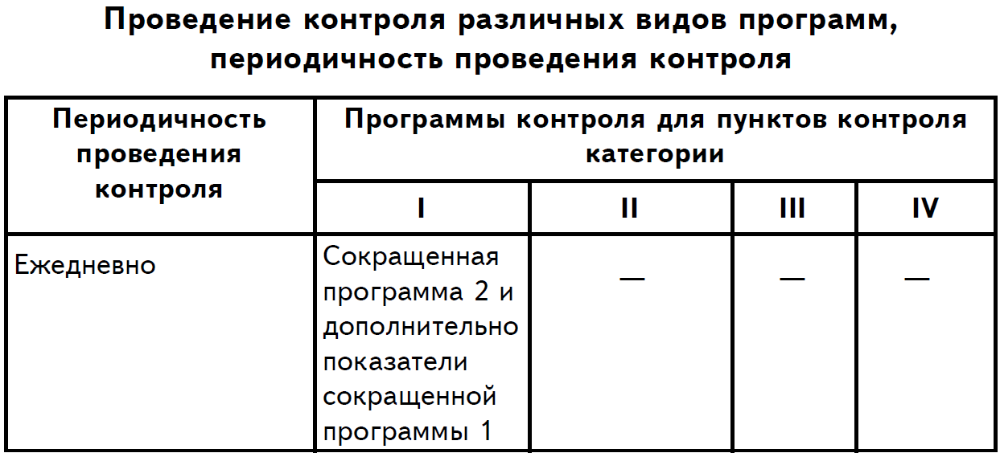 Проведение контроля различных видов программ,
периодичность проведения контроля
Периодичность
проведения
контроля
Программы контроля для пунктов контроля
категории
I
II
III
IV
Ежедневно
Сокращенная
программа 2 и
дополнительно
показатели
сокращенной
программы 1
—
—
—